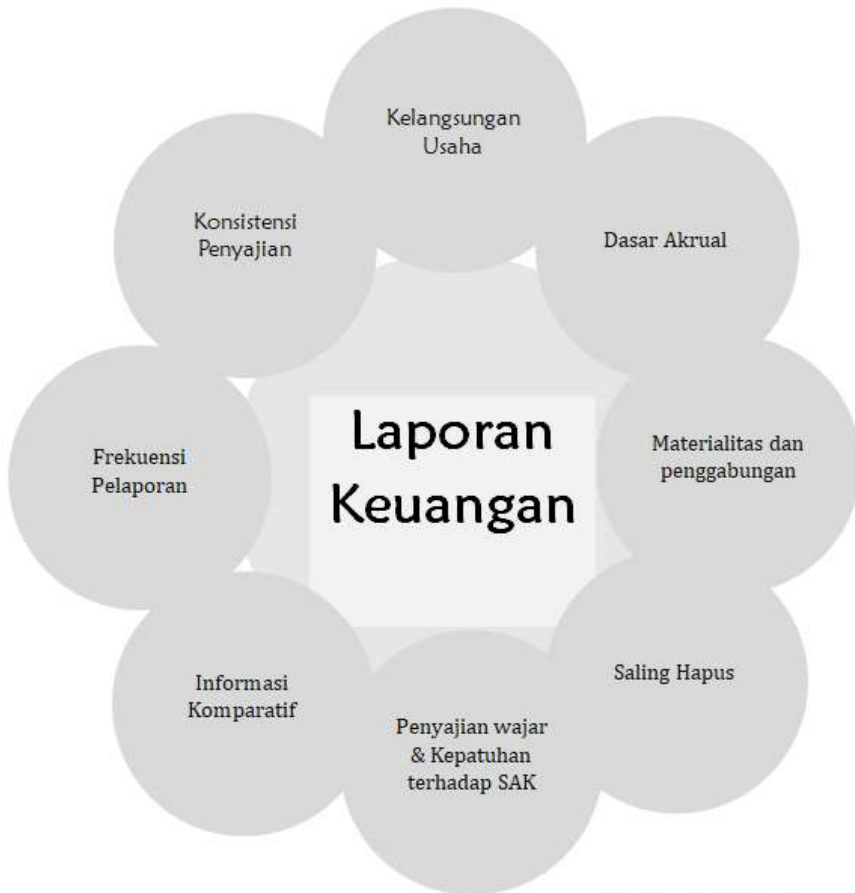 Kelangsungan
Usaha
Dasar Akrual
Materialitas dan
penggabungan
Saling Hapus
Penyajian wajar
& Kepatuhan
terhadap SAK
Informasi
Komparatif
Frekuensi
Pelaporan
Konsistensi
Penyajian
Laporan
Keuangan